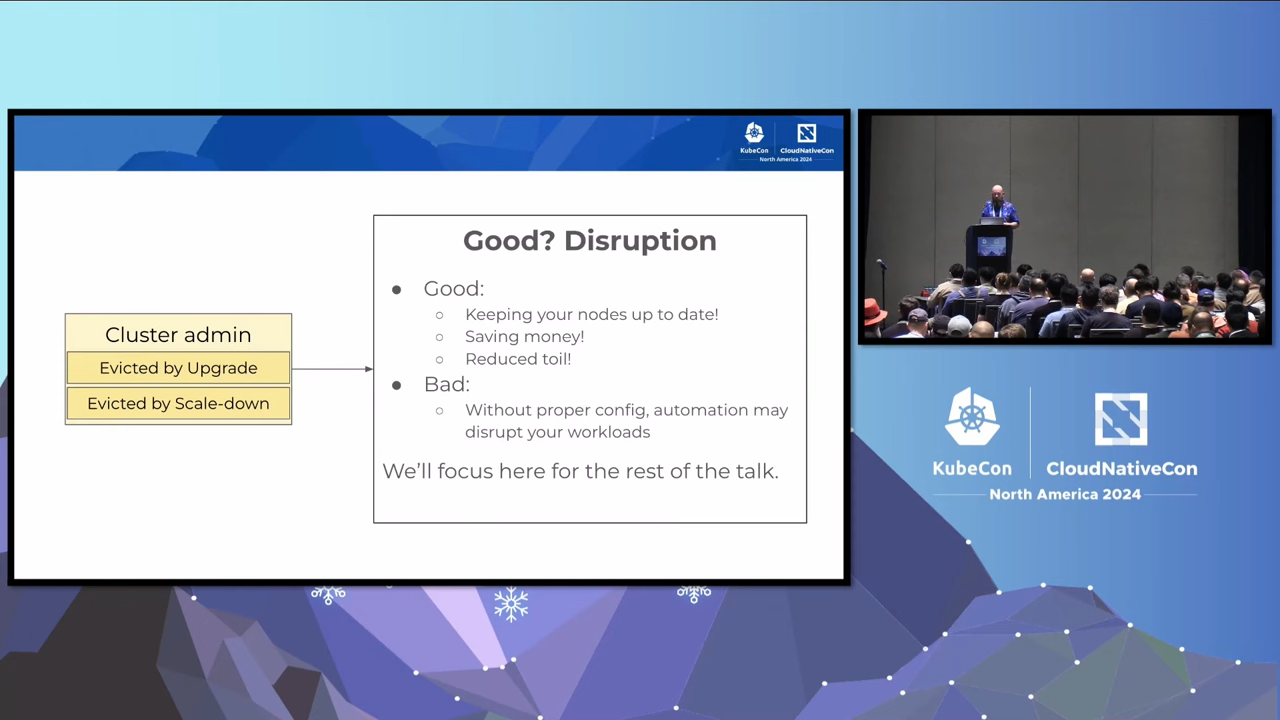 KubeCon
CloudNativeCon
North America 2024
Good? Disruption
● Good:
○ Keeping your nodes up to date!
○ Saving money!
○ Reduced toil!
● Bad:
○ Without proper config, automation may
disrupt your workloads
We'll focus here for the rest of the talk.
Cluster admin
Evicted by Upgrade
Evicted by Scale-down
KubeCon
CloudNativeCon
North America 2024